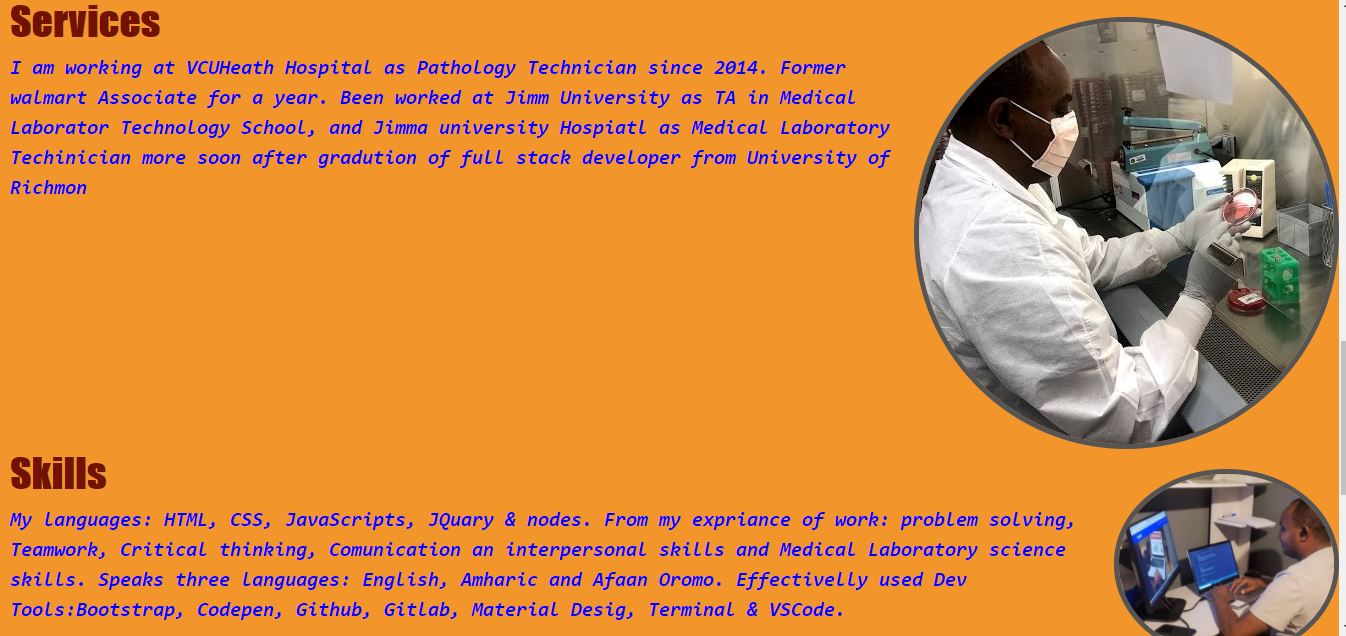 Services
I am working at VCUHeath Hospital as Pathology Technician since 2014. Former
walmart Associate for a year. Been worked at Jimm University as TA in Medical
Laborator Technology School, and Jimma university Hospiatl as Medical Laboratory
Techinician more soon after gradution of full stack developer from University of
Richmon
Skills
My languages: HTML, CSS, JavaScripts, JQuary & nodes. From my expriance of work: problem solving,
Teamwork, Critical thinking, Comunication an interpersonal skills and Medical Laboratory science
skills. Speaks three languages: English, Amharic and Afaan Oromo. Effectivelly used Dev
Tools:Bootstrap, Codepen, Github, Gitlab, Material Desig, Terminal & VSCode.